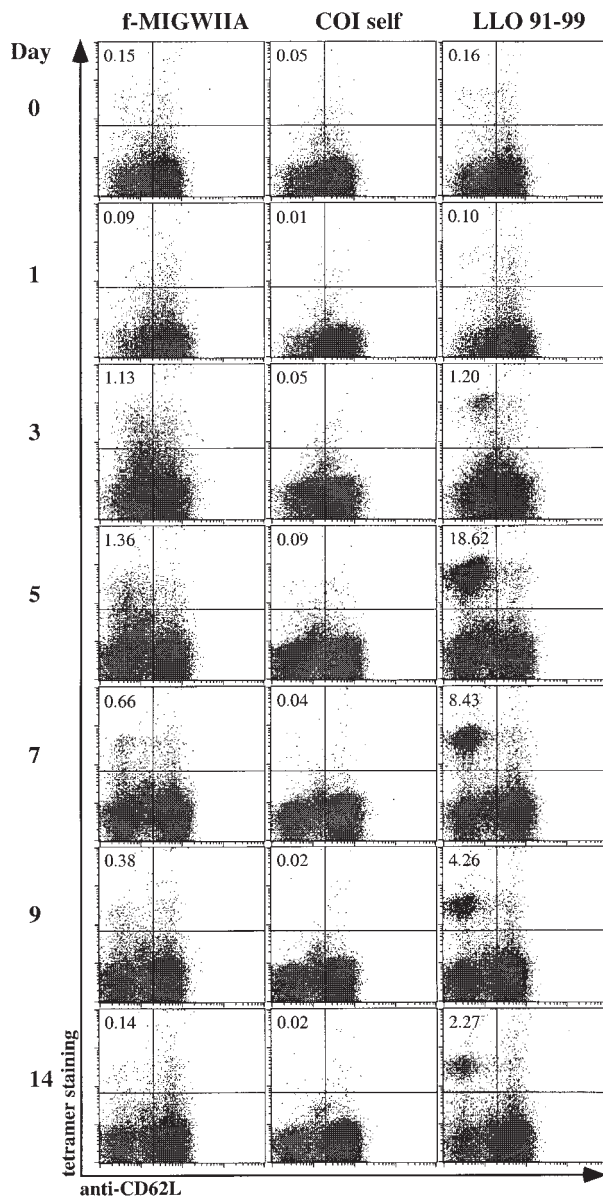 f-MIGWIIA COI self LLO 91-99
Day
0 0.15 0.05 0.16
1 0.09 0.01 0.10
3 1.13 0.05 1.20
5 1.36 0.09 18.62
7 0.66 0.04 8.43
9 0.38 0.02 4.26
14 0.14 0.02 2.27
tetramer staining
anti-CD62L